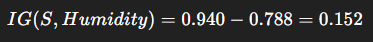 IG(S, Humidity) = 0.940 − 0.788 = 0.152